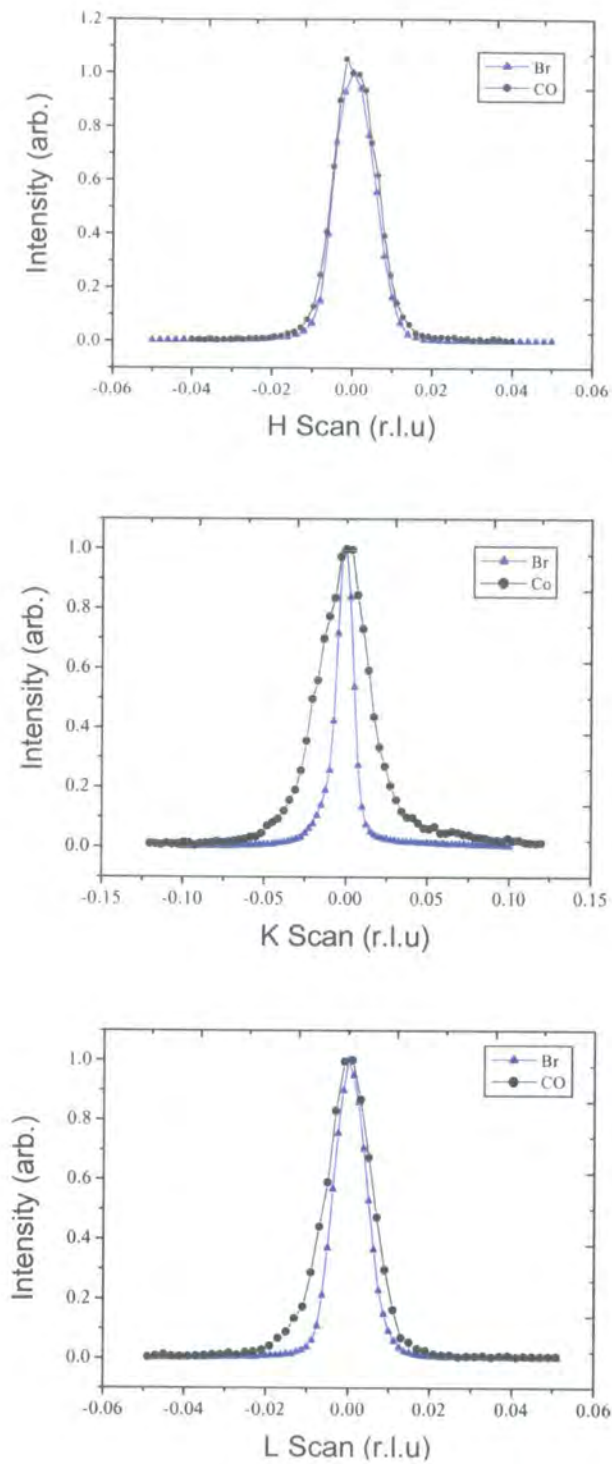 1.2
1.0
0.8
0.6
0.4
0.2
0.0
Intensity (arb.)
Br
CO
-0.06 -0.04 -0.02 0.00 0.02 0.04 0.06
H Scan (r.l.u)
1.0
0.8
0.6
0.4
0.2
0.0
Intensity (arb.)
Br
Co
-0.15 -0.10 -0.05 0.00 0.05 0.10 0.15
K Scan (r.l.u)
1.0
0.8
0.6
0.4
0.2
0.0
Intensity (arb.)
Br
CO
-0.06 -0.04 -0.02 0.00 0.02 0.04 0.06
L Scan (r.l.u)